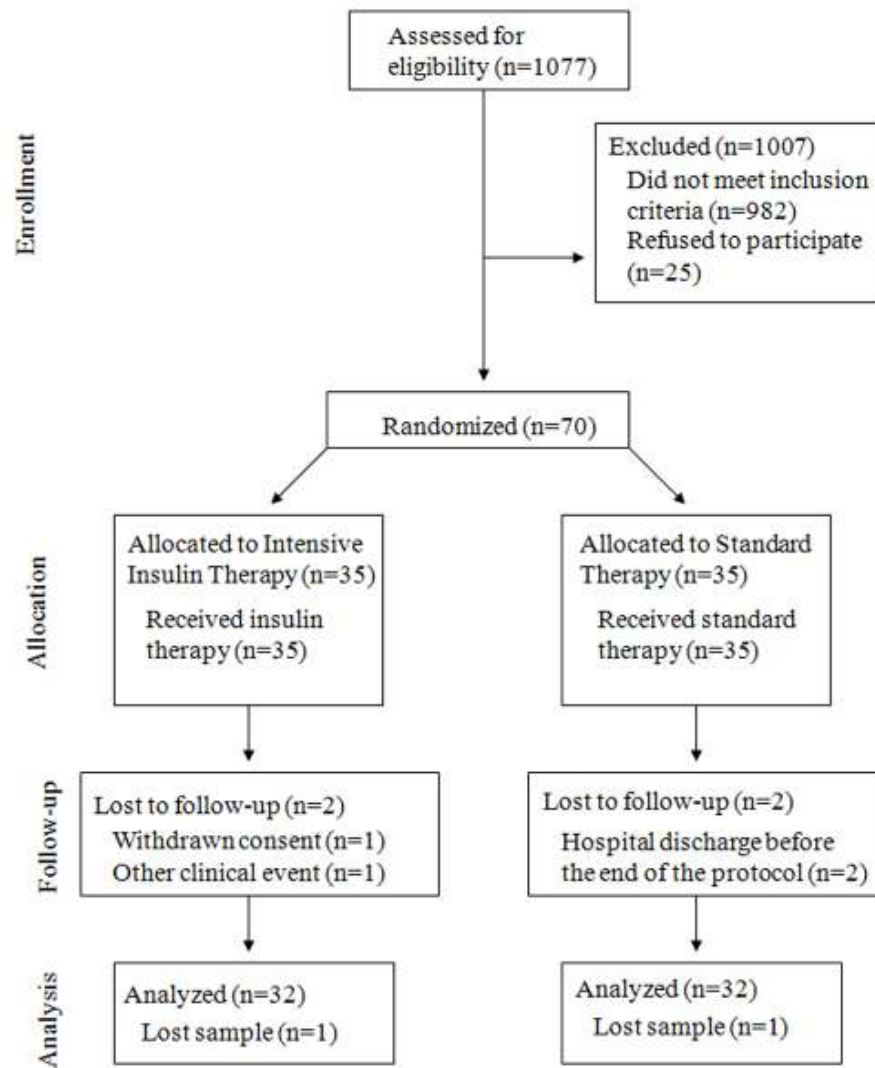 Assessed for
eligibility (n=1077)
Enrollment
Excluded (n=1007)
Did not meet inclusion
criteria (n=982)
Refused to participate
(n=25)
Randomized (n=70)
Allocation
Allocated to Intensive
Insulin Therapy (n=35)
Received insulin
therapy (n=35)
Allocated to Standard
Therapy (n=35)
Received standard
therapy (n=35)
Follow-up
Lost to follow-up (n=2)
Withdrawn consent (n=1)
Other clinical event (n=1)
Lost to follow-up (n=2)
Hospital discharge before
the end of the protocol (n=2)
Analysis
Analyzed (n=32)
Lost sample (n=1)
Analyzed (n=32)
Lost sample (n=1)